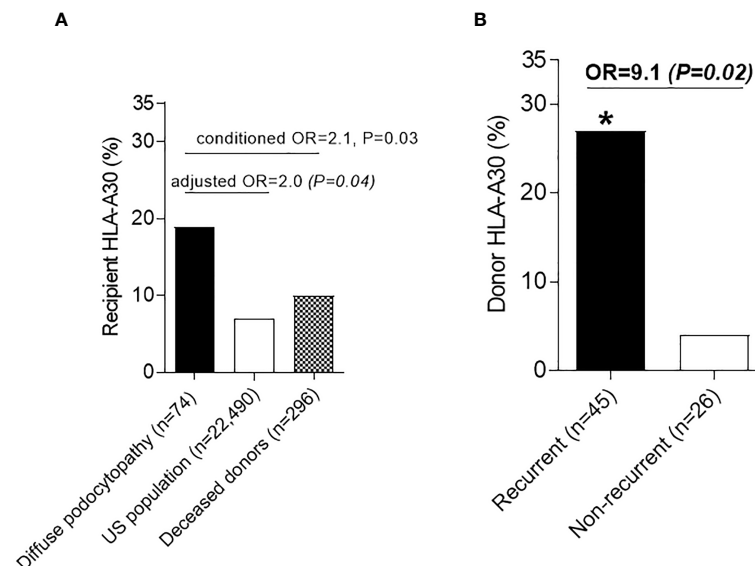 A
Recipient HLA-A30 (%)
35
30
20
10
0
conditioned OR=2.1, P=0.03
adjusted OR=2.0 (P=0.04)
Diffuse podocytopathy (n=74)
US population (n=22,490)
Deceased donors (n=296)
B
Donor HLA-A30 (%)
35
30
20
10
0
OR=9.1 (P=0.02)
*
Recurrent (n=45)
Non-recurrent (n=26)